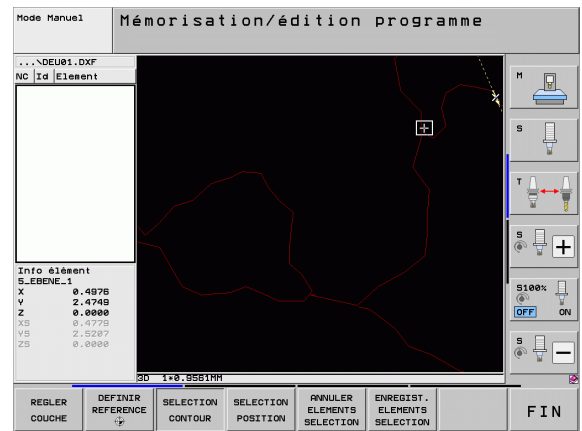 Mode Manuel
Mémorisation/édition programme
...\DEU01.DXF
NC Id Element
Info élément
5_EBENE_1
X 0.4976
Y 2.4749
Z 0.0000
XS 0.4779
YS 2.5207
ZS 0.0000
3D 1*0.9561MM
M
S
T
S
S100%
OFF ON
S
REGLER COUCHE
DEFINIR REFERENCE
SELECTION CONTOUR
SELECTION POSITION
ANNULER ELEMENTS SELECTION
ENREGIST. ELEMENTS SELECTION
FIN